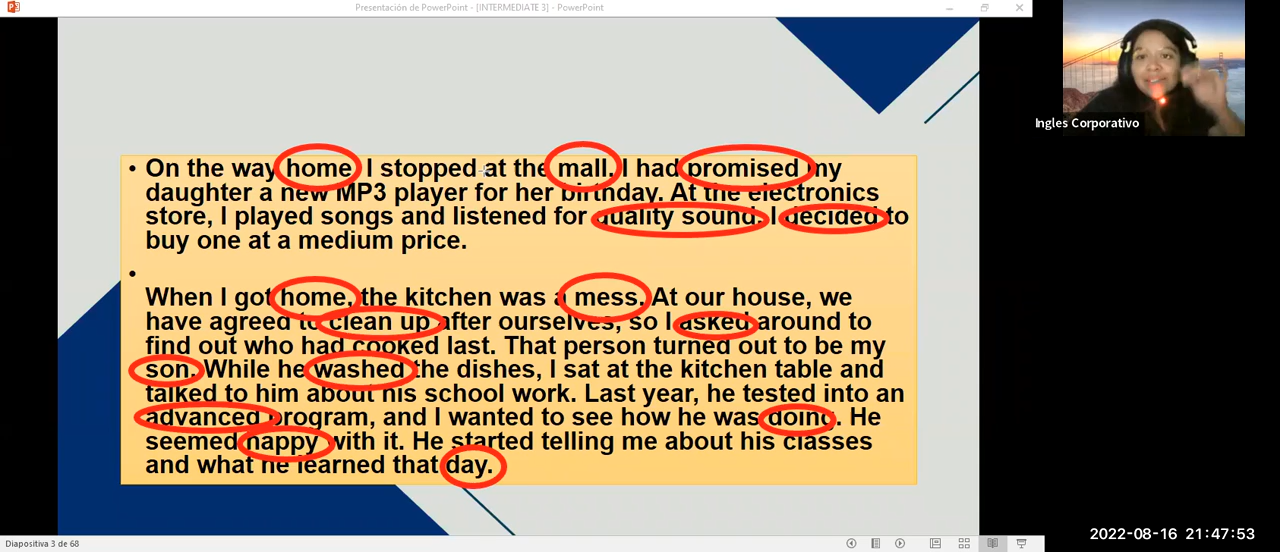 Presentación de PowerPoint - [INTERMEDIATE 3] - PowerPoint
Ingles Corporativo
• On the way home, I stopped at the mall. I had promised my
daughter a new MP3 player for her birthday. At the electronics
store, I played songs and listened for quality sound. I decided to
buy one at a medium price.
•
When I got home, the kitchen was a mess. At our house, we
have agreed to clean up after ourselves, so I asked around to
find out who had cooked last. That person turned out to be my
son. While he washed the dishes, I sat at the kitchen table and
talked to him about his school work. Last year, he tested into an
advanced program, and I wanted to see how he was doing. He
seemed happy with it. He started telling me about his classes
and what he learned that day.
2022-08-16 21:47:53
Diapositiva 3 de 68